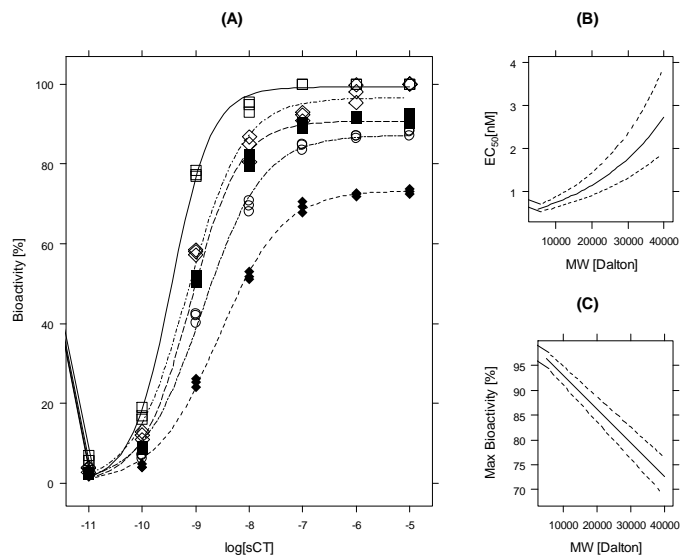 (A)
100
80
60
40
20
0
Bioactivity [%]
-11 -10 -9 -8 -7 -6 -5
log[sCT]
(B)
4
3
2
1
EC50[nM]
10000 20000 30000 40000
MW [Dalton]
(C)
95
90
85
80
75
70
Max Bioactivity [%]
10000 20000 30000 40000
MW [Dalton]